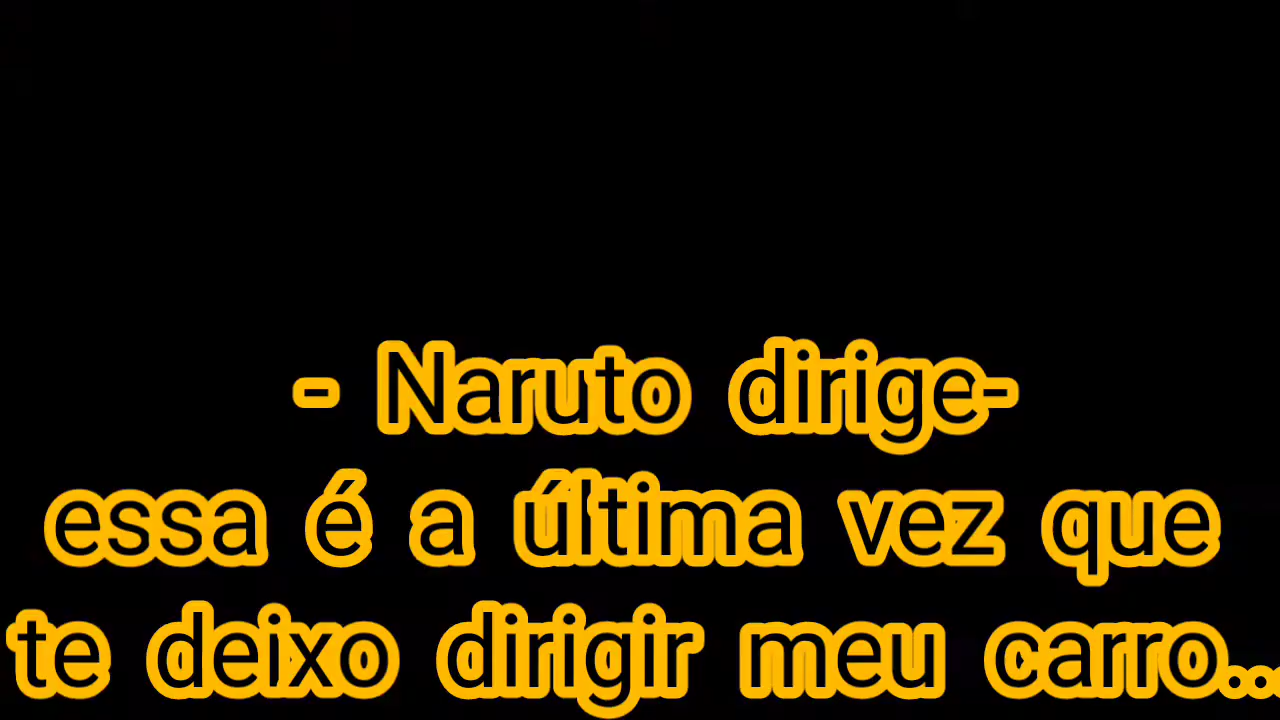 - Naruto dirige-
essa é a última vez que
te deixo dirigir meu carro..